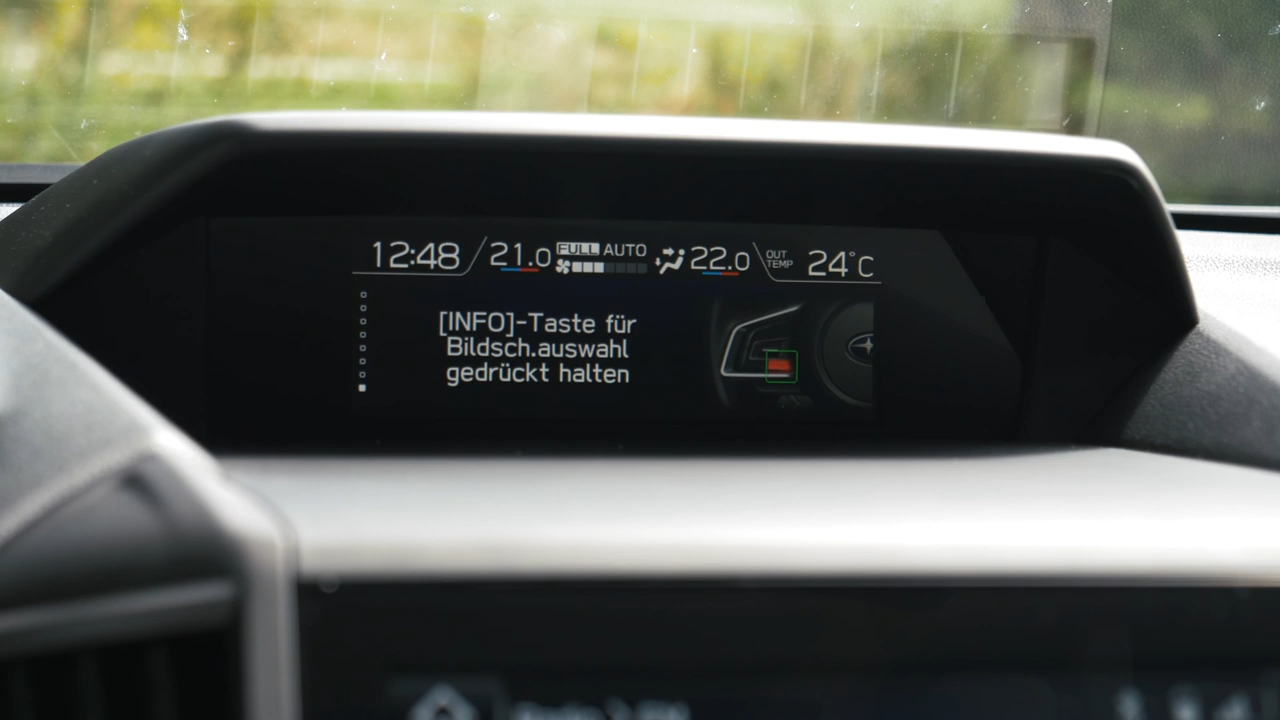 12:48 21.0 FULL AUTO 22.0 OUT TEMP 24°C
[INFO]-Taste für
Bildsch.auswahl
gedrückt halten